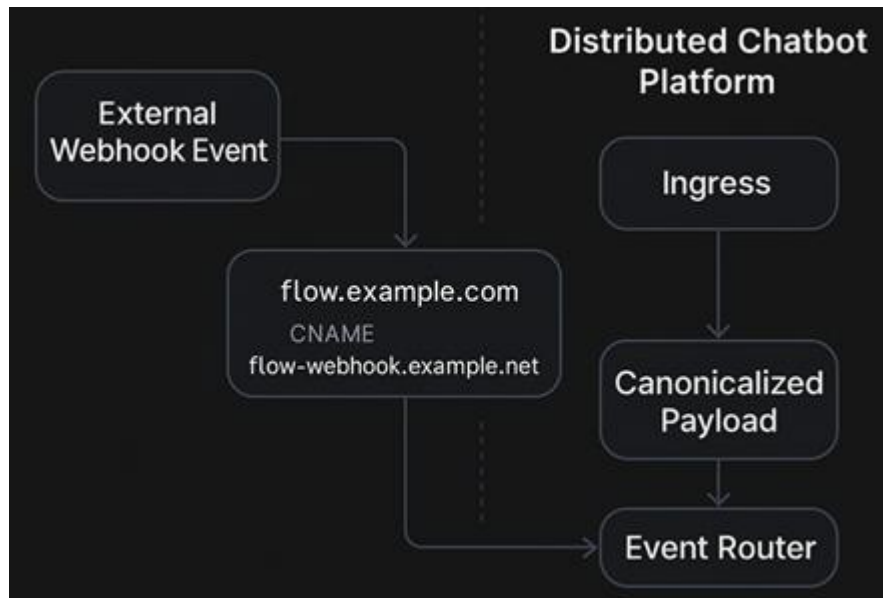 Distributed Chatbot
Platform
External
Webhook Event
Ingress
flow.example.com
CNAME
flow-webhook.example.net
Canonicalized
Payload
Event Router